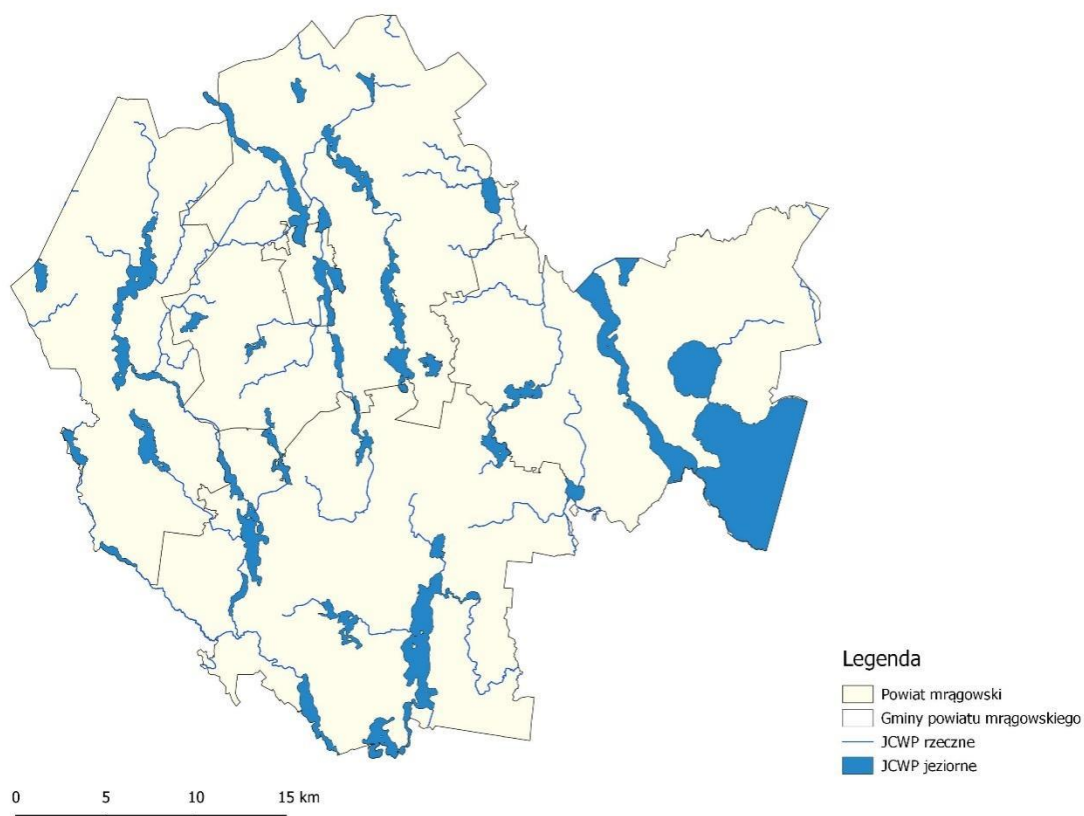 Legenda
Powiat mrągowski
Gminy powiatu mrągowskiego
JCWP rzeczne
JCWP jeziorne
0 5 10 15 km